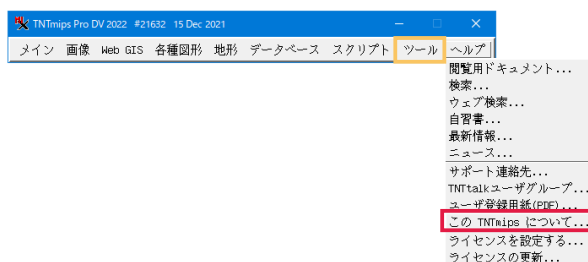 TNTmips Pro DV 2022 #21632 15 Dec 2021
メイン 画像 Web GIS 各種図形 地形 データベース スクリプト ツール ヘルプ
閲覧用ドキュメント...
検索...
ウェブ検索...
自習書...
最新情報...
ニュース...
サポート連絡先...
TNTtalkユーザグループ...
ユーザ登録用紙(PDF)...
この TNTmips について...
ライセンスを設定する...
ライセンスの更新...